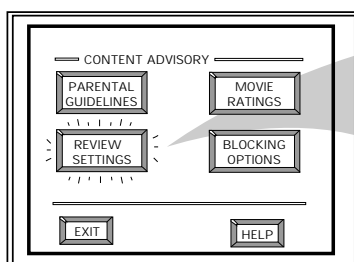 CONTENT ADVISORY
PARENTAL
GUIDELINES
MOVIE
RATINGS
REVIEW
SETTINGS
BLOCKING
OPTIONS
EXIT
HELP